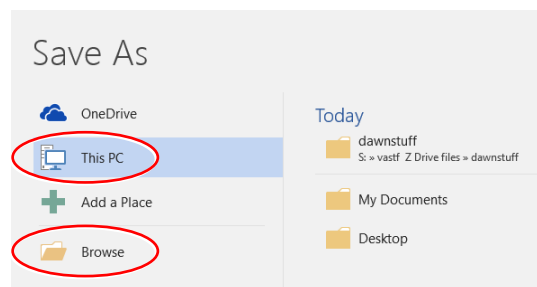 Save As
OneDrive
This PC
Add a Place
Browse
Today
dawnstuff
S: » vastf Z Drive files » dawnstuff
My Documents
Desktop